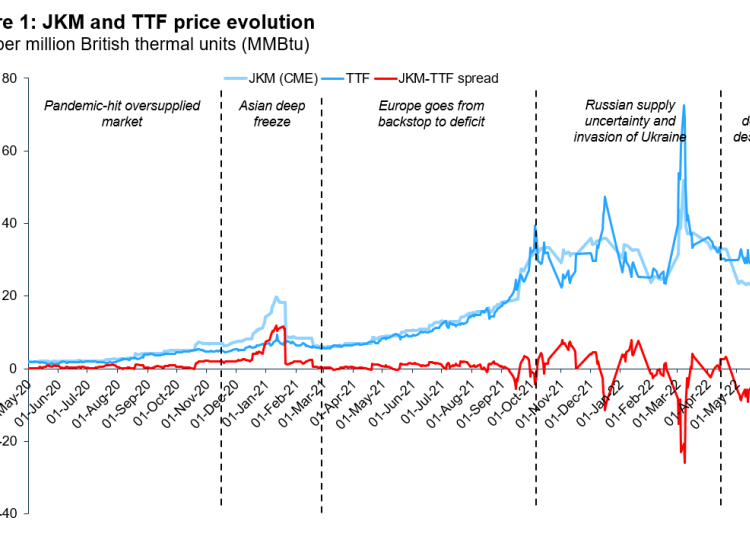 re 1: JKM and TTF price evolution
per million British thermal units (MMBtu)
JKM (CME) TTF JKM-TTF spread
Pandemic-hit oversupplied
market
Asian deep
freeze
Europe goes from
backstop to deficit
Russian supply
uncertainty and
invasion of Ukraine
80
60
40
20
0
-20
-40
01-Jun-20
01-Jul-20
01-Aug-20
01-Sep-20
01-Oct-20
01-Nov-20
01-Dec-20
01-Jan-21
01-Feb-21
01-Mar-21
01-Apr-21
01-May-21
01-Jun-21
01-Jul-21
01-Aug-21
01-Sep-21
01-Oct-21
01-Nov-21
01-Dec-21
01-Jan-22
01-Feb-22
01-Mar-22
01-Apr-22